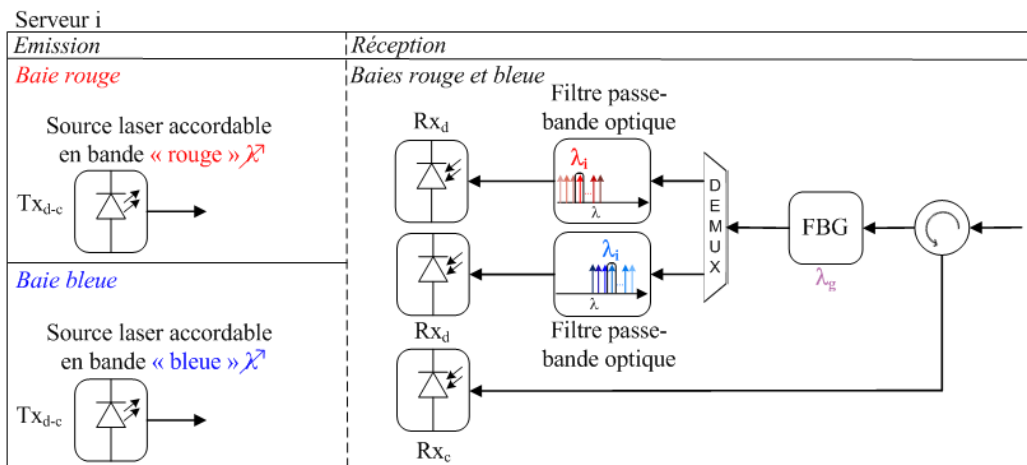 Serveur i
Emission
Réception
Baie rouge
Source laser accordable
en bande « rouge » λ
Tx_d-c
Baie bleue
Source laser accordable
en bande « bleue » λ
Tx_d-c
Baies rouge et bleue
Filtre passe-
bande optique
Rx_d
λ_i
...
λ
DEMUX
FBG
λ_g
λ_i
...
λ
Rx_d
Filtre passe-
bande optique
Rx_c